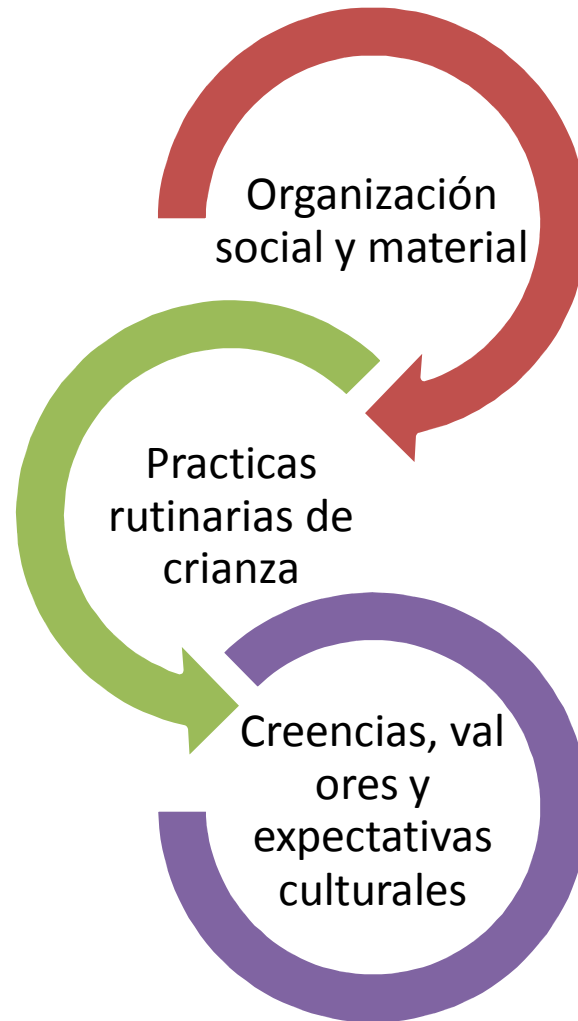 Organización
social y material
Practicas
rutinarias de
crianza
Creencias, val
ores y
expectativas
culturales